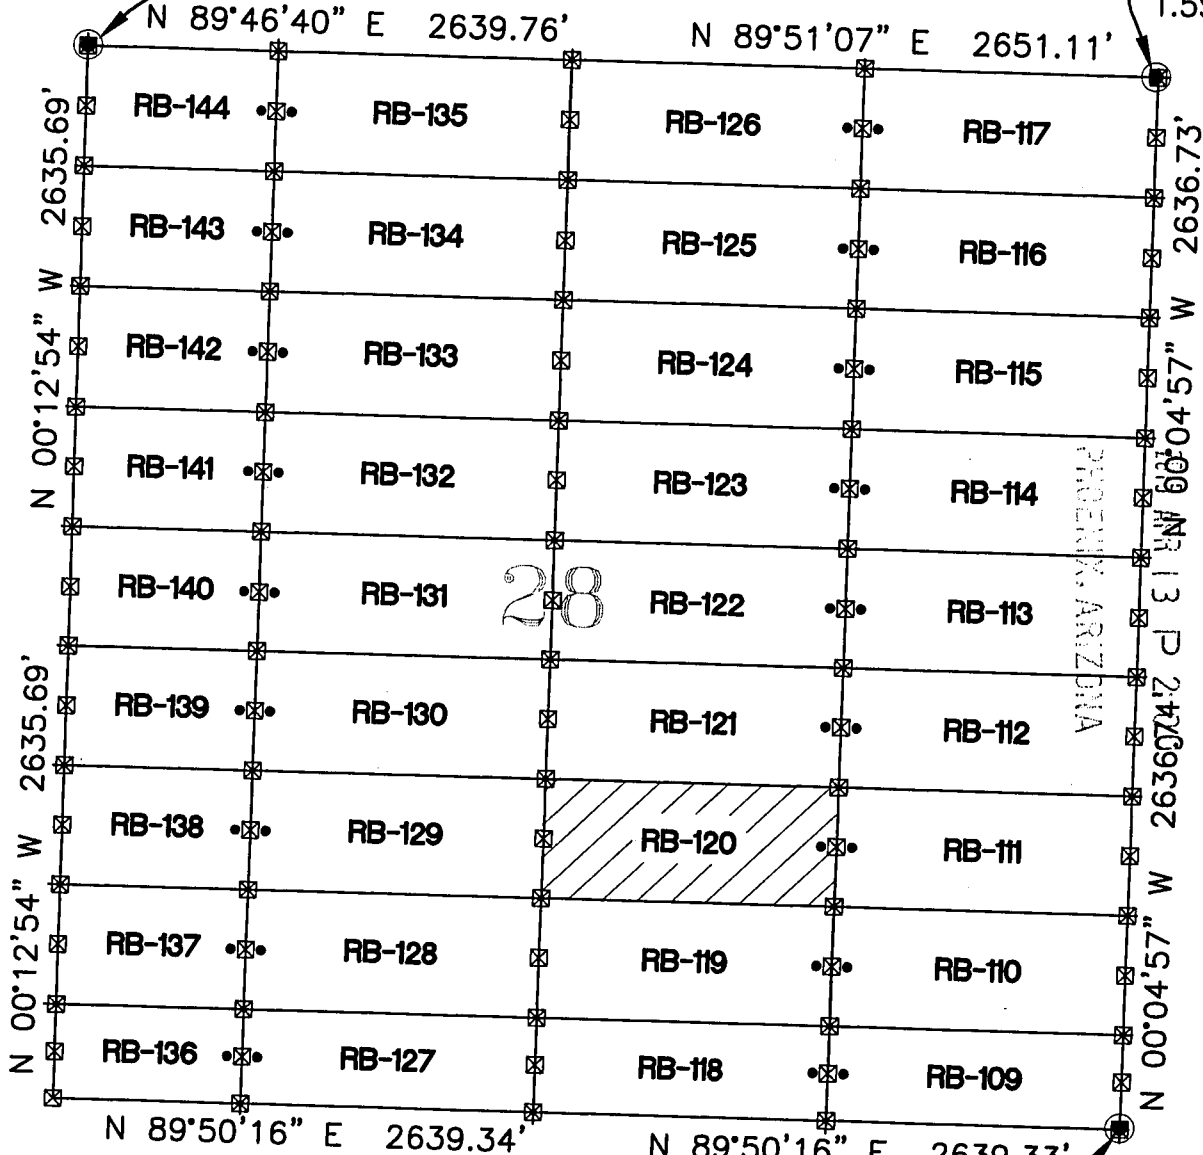 N 89°46'40" E 2639.76' N 89°51'07" E 2651.11'
2635.69' 2636.73'
RB-144 RB-135 RB-126 RB-117
RB-143 RB-134 RB-125 RB-116
N 00°12'54" W N 00°04'57" W
RB-142 RB-133 RB-124 RB-115
RB-141 RB-132 RB-123 RB-114
PHOENIX, ARIZONA
RB-140 RB-131 RB-122 RB-113
28
RB-139 RB-130 RB-121 RB-112
2635.69'
RB-138 RB-129 RB-120 RB-111
N 00°12'54" W N 00°04'57" W
RB-137 RB-128 RB-119 RB-110
RB-136 RB-127 RB-118 RB-109
N 89°50'16" E 2639.34' N 89°50'16" E 2639.33'